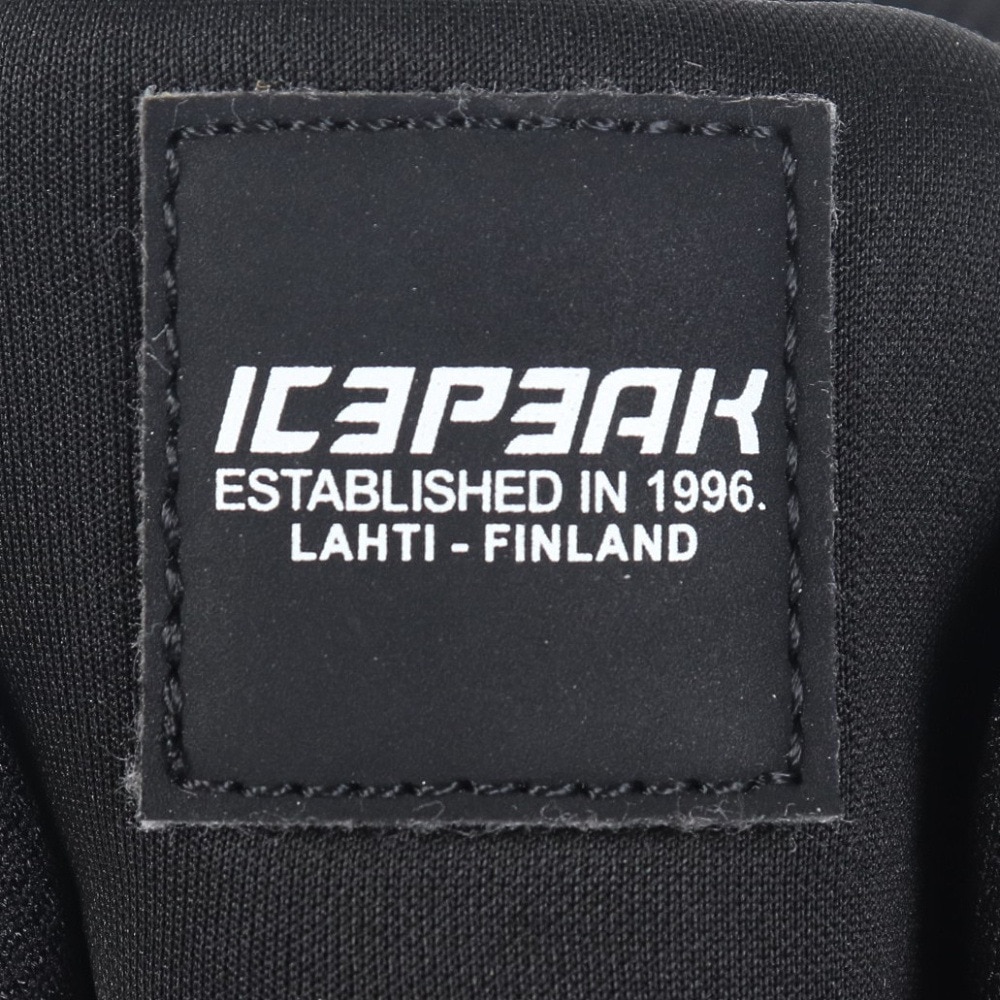 ICEPEAK
ESTABLISHED IN 1996.
LAHTI - FINLAND